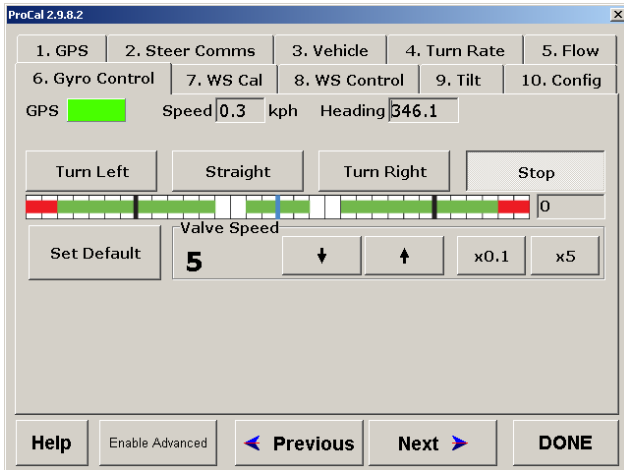 ProCal 2.9.8.2
1. GPS 2. Steer Comms 3. Vehicle 4. Turn Rate 5. Flow
6. Gyro Control 7. WS Cal 8. WS Control 9. Tilt 10. Config
GPS Speed 0.3 kph Heading 346.1
Turn Left Straight Turn Right Stop
0
Set Default Valve Speed
5 x0.1 x5
Help Enable Advanced Previous Next DONE